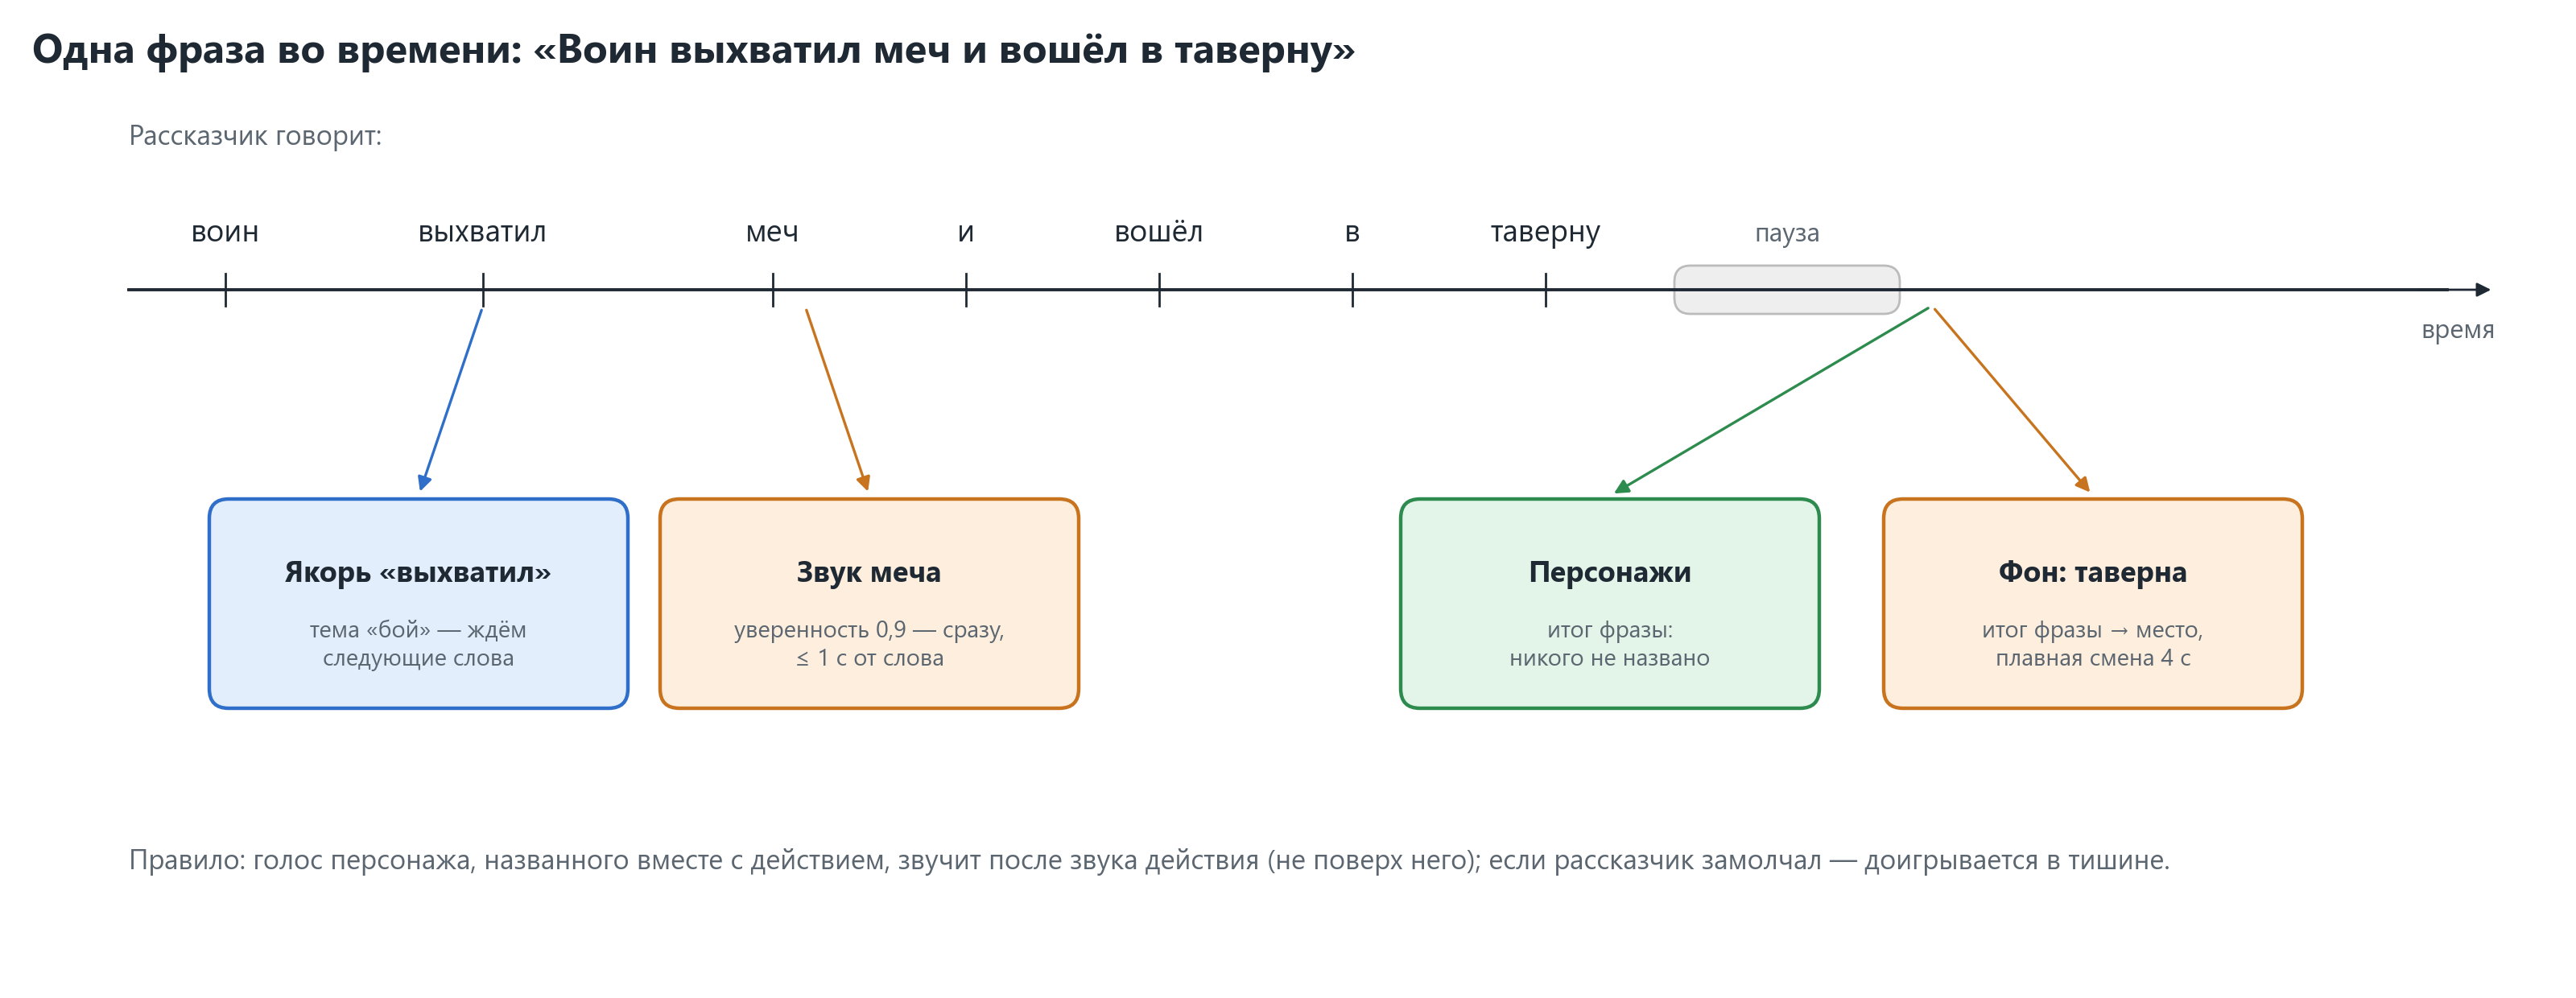 Одна фраза во времени: «Воин выхватил меч и вошёл в таверну»
Рассказчик говорит:
воин выхватил меч и вошёл в таверну пауза
время
Якорь «выхватил»
тема «бой» — ждём
следующие слова
Звук меча
уверенность 0,9 — сразу,
≤ 1 с от слова
Персонажи
итог фразы:
никого не названо
Фон: таверна
итог фразы → место,
плавная смена 4 с
Правило: голос персонажа, названного вместе с действием, звучит после звука действия (не поверх него); если рассказчик замолчал — доигрывается в тишине.